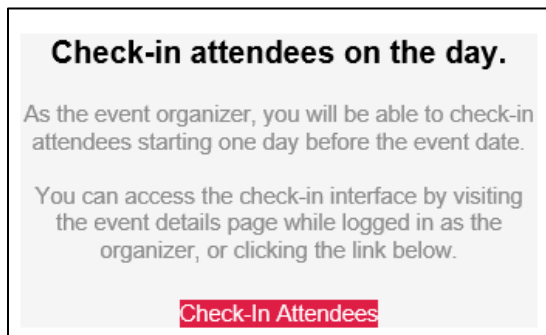 Check-in attendees on the day.
As the event organizer, you will be able to check-in
attendees starting one day before the event date.
You can access the check-in interface by visiting
the event details page while logged in as the
organizer, or clicking the link below.
Check-In Attendees